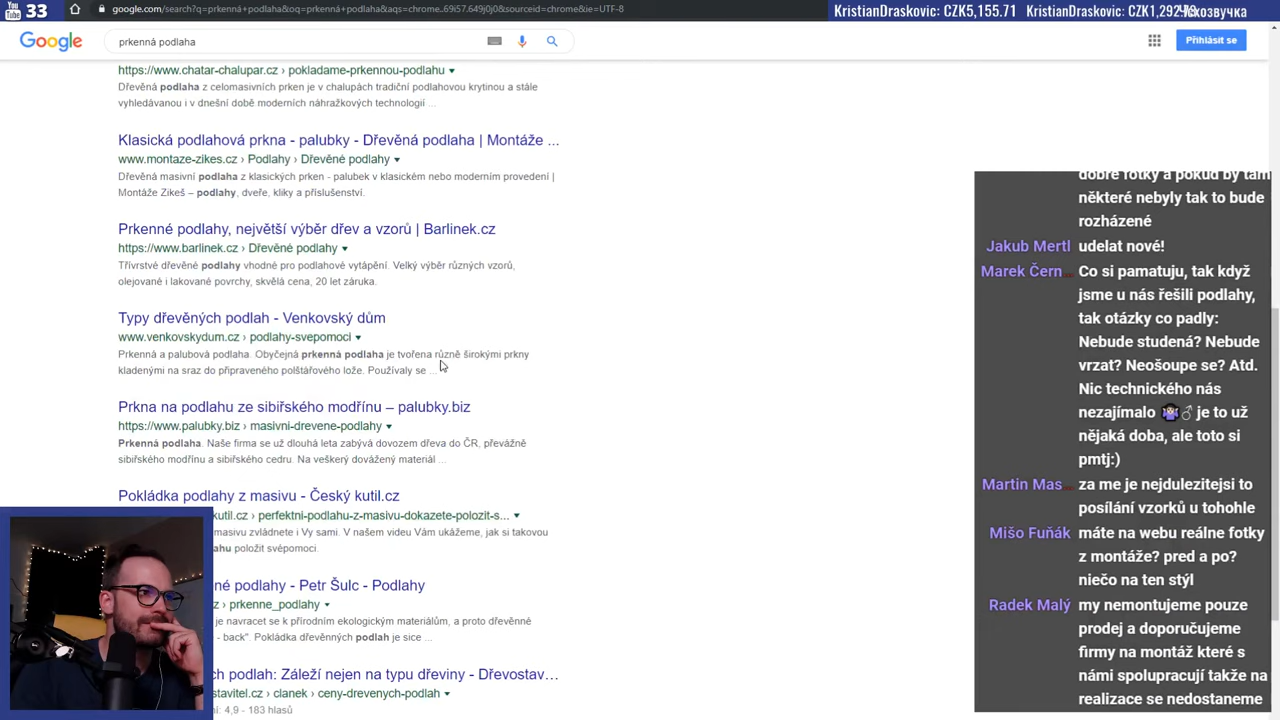 You
Tube
33
google.com/search?q=prkenná+podlaha&oq=prkenná+podlaha&aqs=chrome..69i57.649j0j0&sourceid=chrome&ie=UTF-8
KristianDraskovic: CZK5,155.71 KristianDraskovic:
Google
prkenná podlaha
Přihlásit se
https://www.chatar-chalupar.cz › pokladame-prkennou-podlahu
Dřevěná podlaha z celomasivních prken je v chalupách tradiční podlahovou krytinou a stále
vyhledávanou i v dnešní době moderních náhražkových technologií ...
Klasická podlahová prkna - palubky - Dřevěná podlaha | Montáže ...
www.montaze-zikes.cz › Podlahy › Dřevěné podlahy
Dřevěná masivní podlaha z klasických prken - palubek v klasickém nebo moderním provedení |
Montáže Zikeš – podlahy, dveře, kliky a příslušenství.
Prkenné podlahy, největší výběr dřev a vzorů | Barlinek.cz
https://www.barlinek.cz › Dřevěné podlahy
Třívrstvé dřevěné podlahy vhodné pro podlahové vytápění. Velký výběr různých vzorů,
olejované i lakované povrchy, skvělá cena, 20 let záruka.
Typy dřevěných podlah - Venkovský dům
www.venkovskydum.cz › podlahy-svepomoci
Prkenná a palubová podlaha. Obyčejná prkenná podlaha je tvořena různě širokými prkny
kladenými na sraz do připraveného polštářového lože. Používaly se ...
Prkna na podlahu ze sibiřského modřínu – palubky.biz
https://www.palubky.biz › masivni-drevene-podlahy
Prkenná podlaha. Naše firma se už dlouhá leta zabývá dovozem dřeva do ČR, převážně
sibiřského modřínu a sibiřského cedru. Na veškerý dovážený materiál ...
Pokládka podlahy z masivu - Český kutil.cz
kutil.cz › perfektni-podlahu-z-masivu-dokazete-polozit-s...
masivu zvládnete i Vy sami. V našem videu Vám ukážeme, jak si takovou
položit svépomoci.
né podlahy - Petr Šulc - Podlahy
› prkenne_podlahy
je navracet se k přírodním ekologickým materiálům, a proto dřevěné
- back". Pokládka dřevěnných podlah je sice ...
ch podlah: Záleží nejen na typu dřeviny - Dřevostav...
stavitel.cz › clanek › ceny-drevenych-podlah
4,9 - 183 hlasů
dobré fotky a pokud by tam
některé nebyly tak to bude
rozházené
Jakub Mertl udelat nové!
Marek Čern... Co si pamatuju, tak když
jsme u nás řešili podlahy,
tak otázky co padly:
Nebude studená? Nebude
vrzat? Neošoupe se? Atd.
Nic technického nás
nezajímalo 🤷🏻♂ je to už
nějaká doba, ale toto si
pmtj:)
Martin Mas... za me je nejdulezitejsi to
posílání vzorků u tohohle
Mišo Fuňák máte na webu reálne fotky
z montáže? pred a po?
niečo na ten štýl
Radek Malý my nemontujeme pouze
prodej a doporučujeme
firmy na montáž které s
námi spolupracují takže na
realizace se nedostaneme